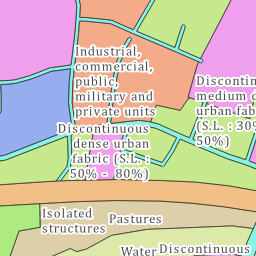 Industrial,
commercial,
public,
military and
private units
Discontinuous
dense urban
fabric (S.L. :
50% - 80%)
Discontin
medium d
urban fab
(S.L. : 30%
50%)
Isolated
structures
Pastures
Water
Discontinuous